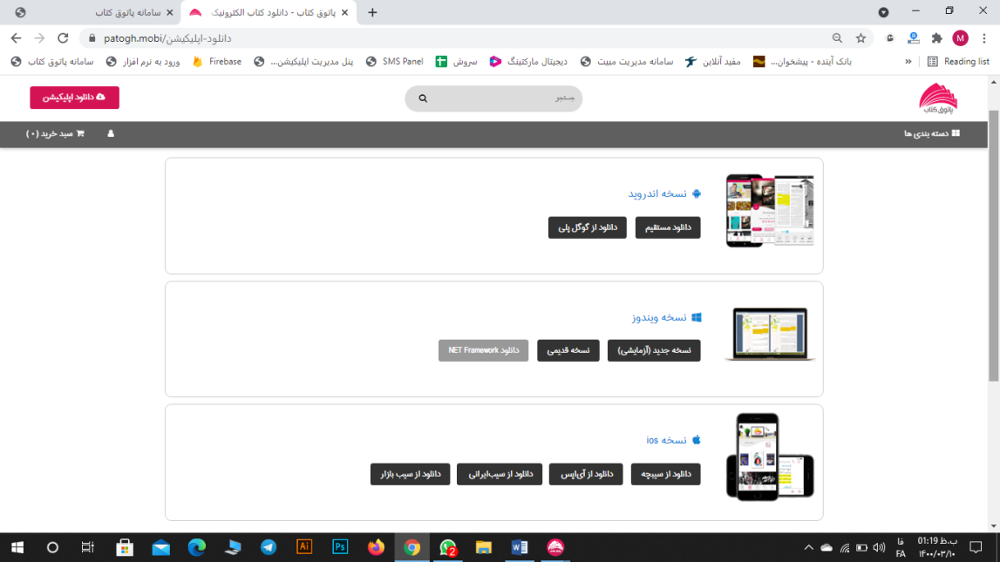 سامانه پاتوق کتاب
پاتوق کتاب - دانلود کتاب الکترونیک
patogh.mobi/دانلود-اپلیکیشن
M
سامانه پاتوق کتاب
ورود به نرم افزار
Firebase
پنل مدیریت اپلیکیشن...
SMS Panel
سروش
دیجیتال مارکتینگ
سامانه مدیریت مبیت
مفید آنلاین
بانک آینده - پیشخوان...
»
Reading list
دانلود اپلیکیشن
جستجو
پاتوق کتاب
سبد خرید (۰)
دسته بندی ها
نسخه اندروید
دانلود مستقیم
دانلود از گوگل پلی
نسخه ویندوز
نسخه جدید (آزمایشی)
نسخه قدیمی
دانلود NET Framework
نسخه ios
دانلود از سیبچه
دانلود از آی‌اپس
دانلود از سیب‌ایرانی
دانلود از سیب بازار
Ai
Ps
2
W
فا
FA
01:19 ب.ظ
۱۴۰۰/۰۳/۱۰